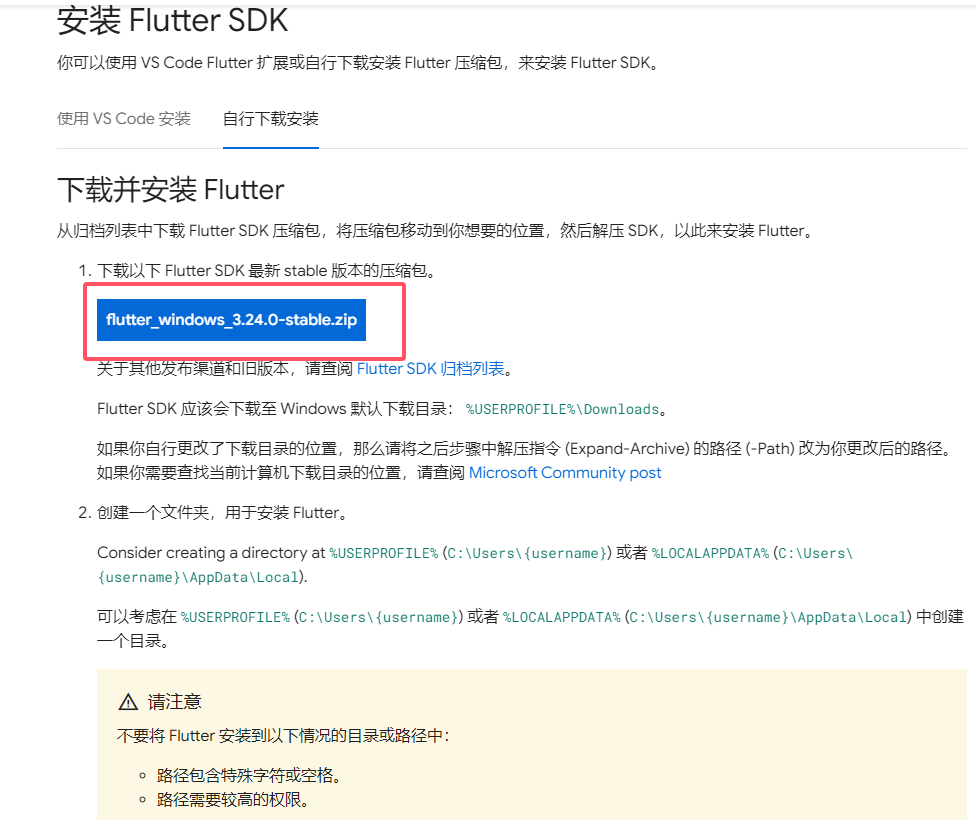 安装 Flutter SDK
你可以使用 VS Code Flutter 扩展或自行下载安装 Flutter 压缩包，来安装 Flutter SDK。
使用 VS Code 安装 自行下载安装
下载并安装 Flutter
从归档列表中下载 Flutter SDK 压缩包，将压缩包移动到你想要的位置，然后解压 SDK，以此来安装 Flutter。
1. 下载以下 Flutter SDK 最新 stable 版本的压缩包。
flutter_windows_3.24.0-stable.zip
关于其他发布渠道和旧版本，请查阅 Flutter SDK 归档列表。
Flutter SDK 应该会下载至 Windows 默认下载目录： %USERPROFILE%\Downloads。
如果你自行更改了下载目录的位置，那么请将之后步骤中解压指令 (Expand-Archive) 的路径 (-Path) 改为你更改后的路径。
如果你需要查找当前计算机下载目录的位置，请查阅 Microsoft Community post
2. 创建一个文件夹，用于安装 Flutter。
Consider creating a directory at %USERPROFILE% (C:\Users\{username}) 或者 %LOCALAPPDATA% (C:\Users\
{username}\AppData\Local).
可以考虑在 %USERPROFILE% (C:\Users\{username}) 或者 %LOCALAPPDATA% (C:\Users\{username}\AppData\Local) 中创建
一个目录。
请注意
不要将 Flutter 安装到以下情况的目录或路径中：
路径包含特殊字符或空格。
路径需要较高的权限。